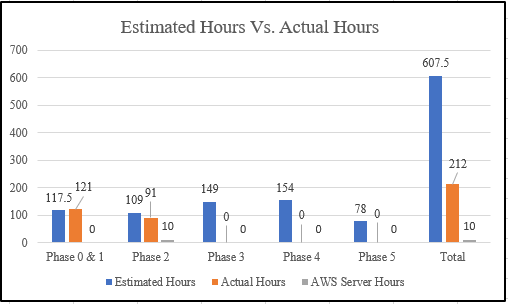 Estimated Hours Vs. Actual Hours
700
600
500
400
300
200
100
0
117.5 121 0
109 91 10
149 0 0
154 0 0
78 0 0
607.5 212 10
Phase 0 & 1 Phase 2 Phase 3 Phase 4 Phase 5 Total
Estimated Hours Actual Hours AWS Server Hours